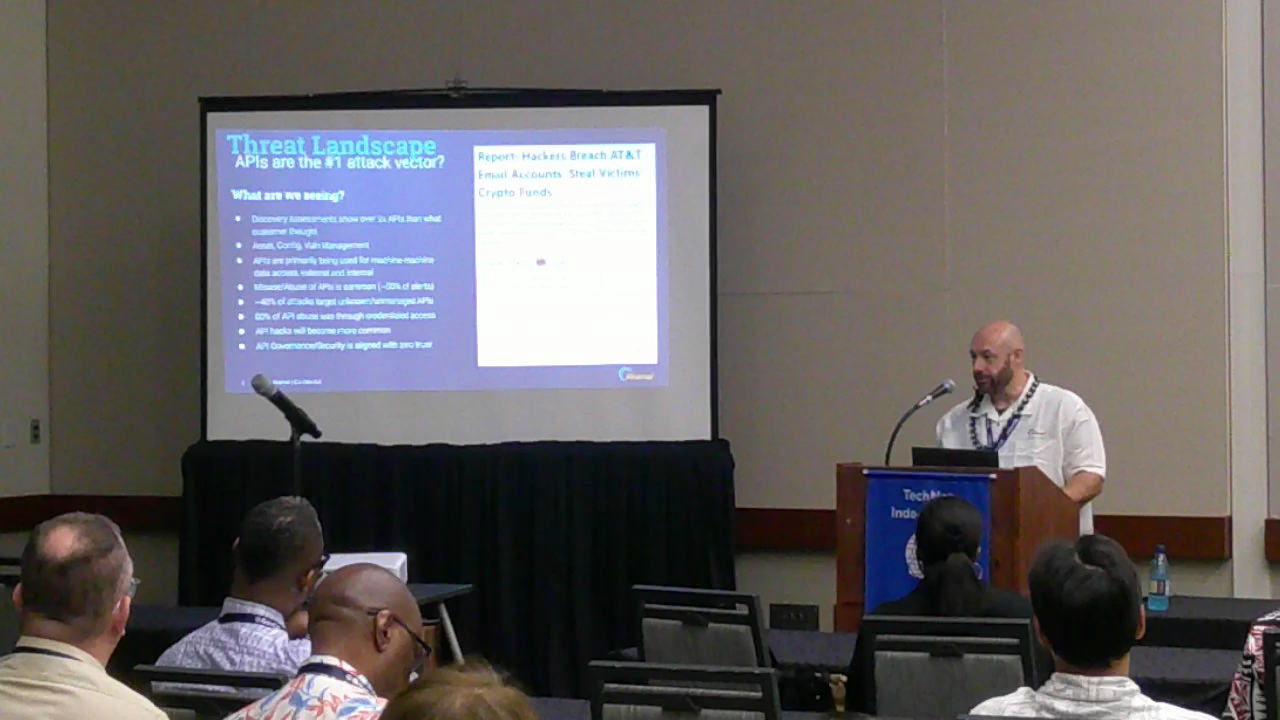 Threat Landscape
APIs are the #1 attack vector?
What are we seeing?
Discovery assessments show over 2x APIs than what
customer thought
Asset, Config, Vuln Management
APIs are primarily being used for machine-machine
data access, external and internal
Misuse/Abuse of APIs is common (~30% of alerts)
~40% of attacks target unknown/unmanaged APIs
60% of API abuse was through credentialed access
API hacks will become more common
API Governance/Security is aligned with zero trust
Report: Hackers Breach AT&T
Email Accounts, Steal Victims
Crypto Funds
TechNet
Indo-